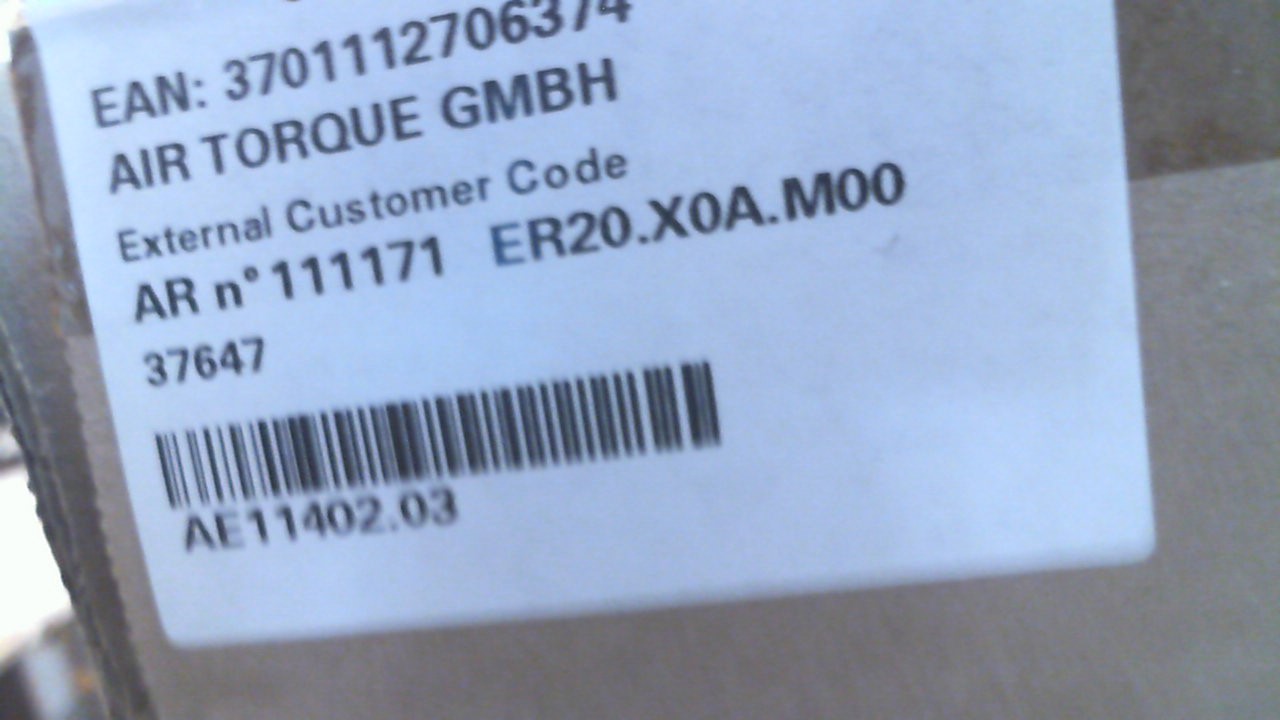 EAN: 3701112706374
AIR TORQUE GMBH
External Customer Code
AR n°111171 ER20.X0A.M00
37647
AE11402.03